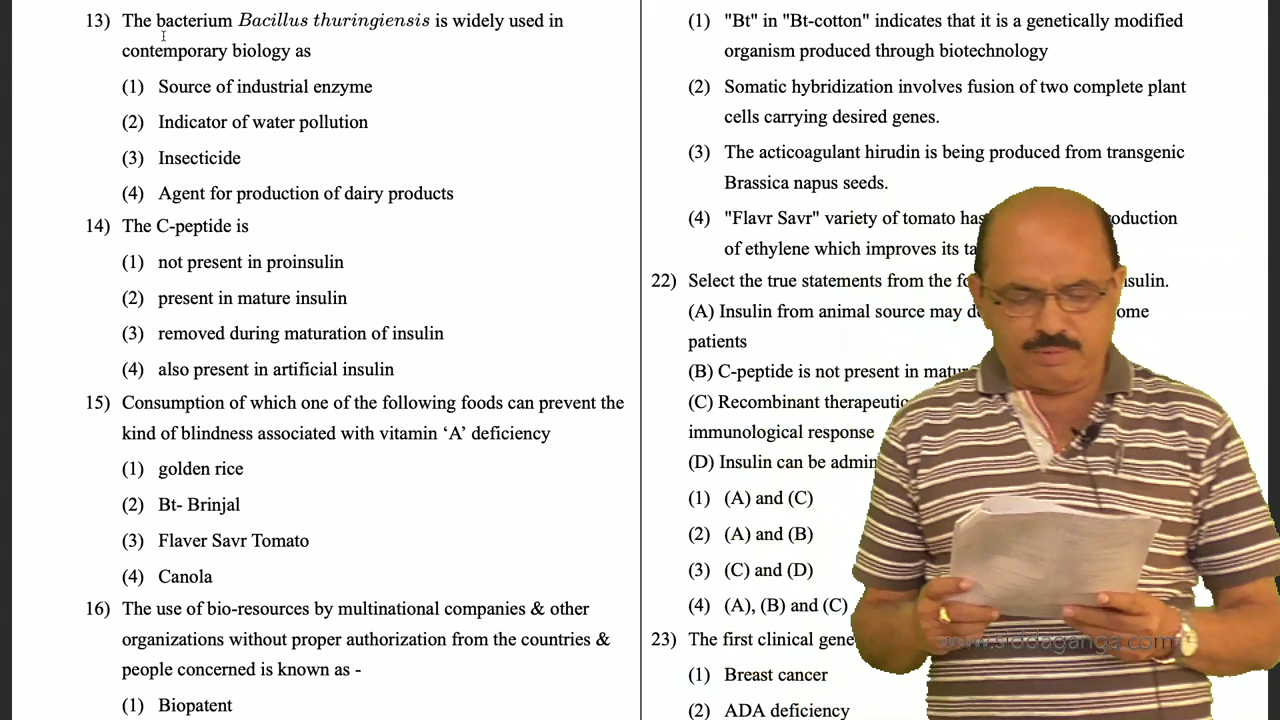 13) The bacterium Bacillus thuringiensis is widely used in
contemporary biology as
(1) Source of industrial enzyme
(2) Indicator of water pollution
(3) Insecticide
(4) Agent for production of dairy products
14) The C-peptide is
(1) not present in proinsulin
(2) present in mature insulin
(3) removed during maturation of insulin
(4) also present in artificial insulin
15) Consumption of which one of the following foods can prevent the
kind of blindness associated with vitamin ‘A’ deficiency
(1) golden rice
(2) Bt- Brinjal
(3) Flaver Savr Tomato
(4) Canola
16) The use of bio-resources by multinational companies & other
organizations without proper authorization from the countries &
people concerned is known as -
(1) Biopatent
(1) "Bt" in "Bt-cotton" indicates that it is a genetically modified
organism produced through biotechnology
(2) Somatic hybridization involves fusion of two complete plant
cells carrying desired genes.
(3) The acticoagulant hirudin is being produced from transgenic
Brassica napus seeds.
(4) "Flavr Savr" variety of tomato has
of ethylene which improves its
22) Select the true statements from the
(A) Insulin from animal source may
patients
(B) C-peptide is not present in
(C) Recombinant
immunological response
(D) Insulin can be
(1) (A) and (C)
(2) (A) and (B)
(3) (C) and (D)
(4) (A), (B) and (C)
23) The first clinical
(1) Breast cancer
(2) ADA deficiency
www.siddaganga.com